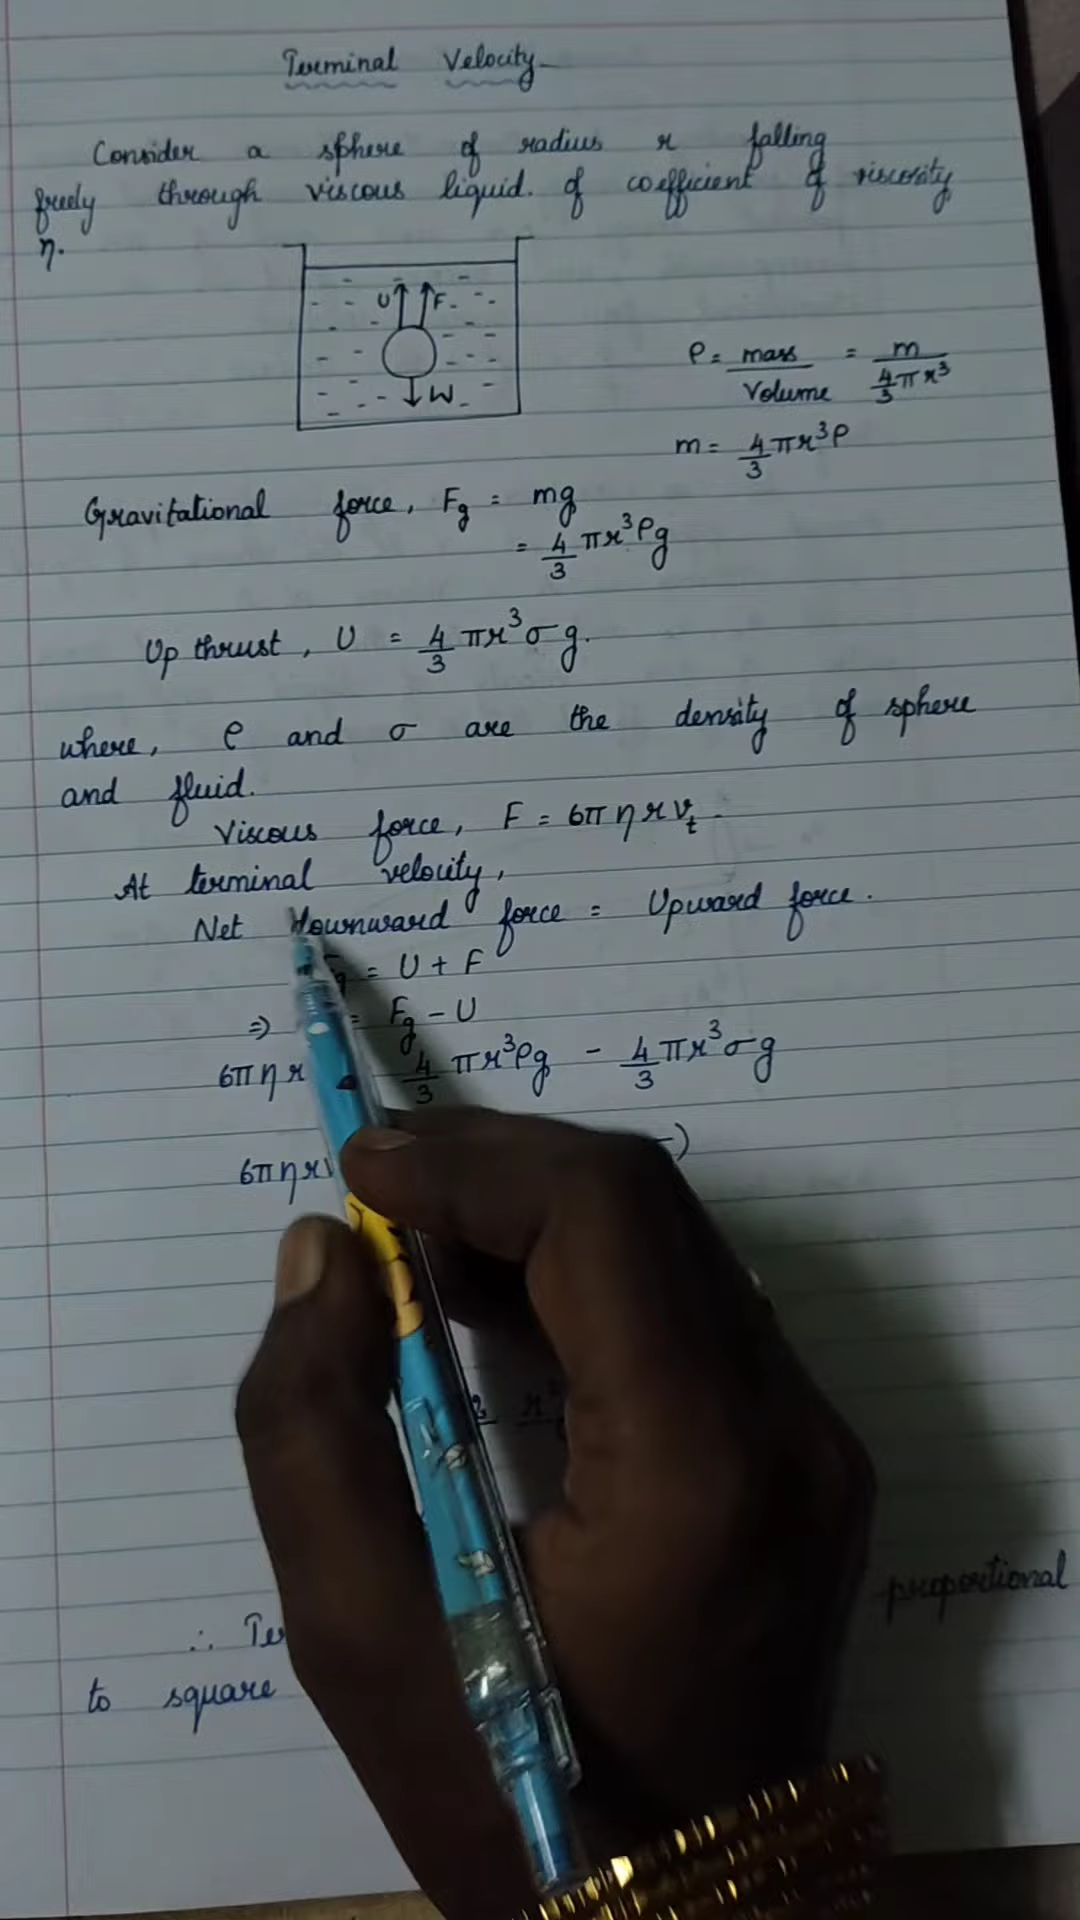 Terminal Velocity
Consider a sphere of radius r falling
freely through viscous liquid. of coefficient of viscosity
η.
U F
W
ρ = mass / Volume = m / 4/3 πr³
m = 4/3 πr³ρ
Gravitational force, Fg = mg
= 4/3 πr³ρg
Up thrust, U = 4/3 πr³σg.
where, ρ and σ are the density of sphere
and fluid.
Viscous force, F = 6πηrvₜ.
At terminal velocity,
Net downward force = Upward force.
= U + F
⇒ = Fg - U
6πηr 4/3 πr³ρg - 4/3 πr³σg
6πηrv )
proportional
∴
to square